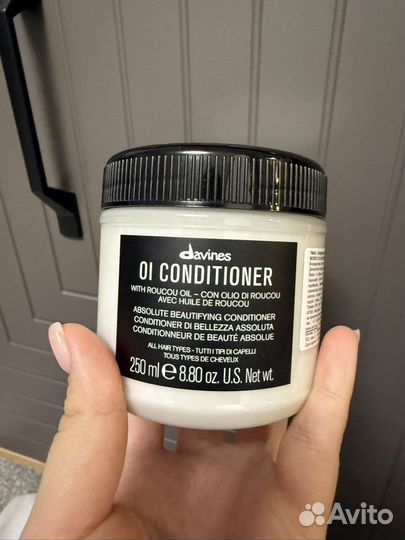 davines
OI CONDITIONER
WITH ROUCOU OIL – CON OLIO DI ROUCOU
AVEC HUILE DE ROUCOU
ABSOLUTE BEAUTIFYING CONDITIONER
CONDITIONER DI BELLEZZA ASSOLUTA
CONDITIONNEUR DE BEAUTÉ ABSOLUE
ALL HAIR TYPES - TUTTI I TIPI DI CAPELLI
TOUS TYPES DE CHEVEUX
250 ml ℮ 8.80 oz. U.S. Net wt.
Avito